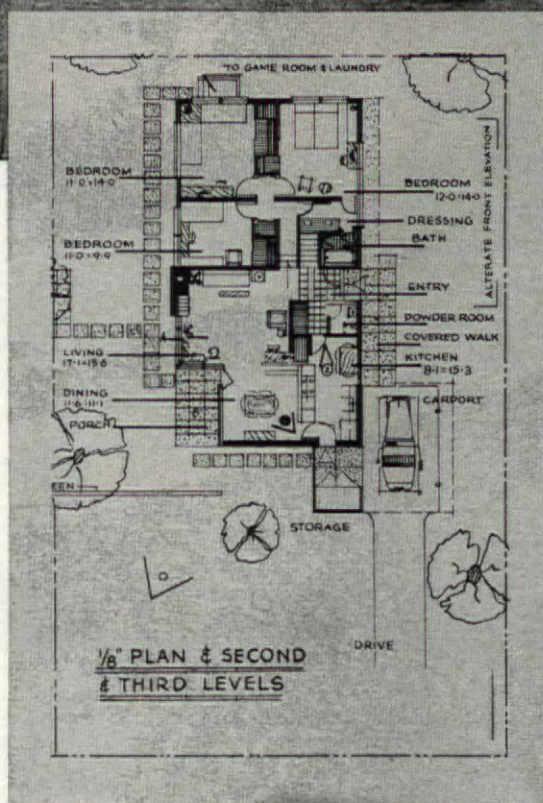 TO GAME ROOM & LAUNDRY
ALTERATE FRONT ELEVATION
BEDROOM
11-0=14-0
BEDROOM
12-0=14-0
DRESSING
BATH
BEDROOM
11-0=9-9
ENTRY
POWDER ROOM
COVERED WALK
LIVING
17-1=15-6
KITCHEN
8-1=15-3
DINING
11-6=11-1
CARPORT
PORCH
EEN
STORAGE
DRIVE
1/8" PLAN & SECOND
& THIRD LEVELS